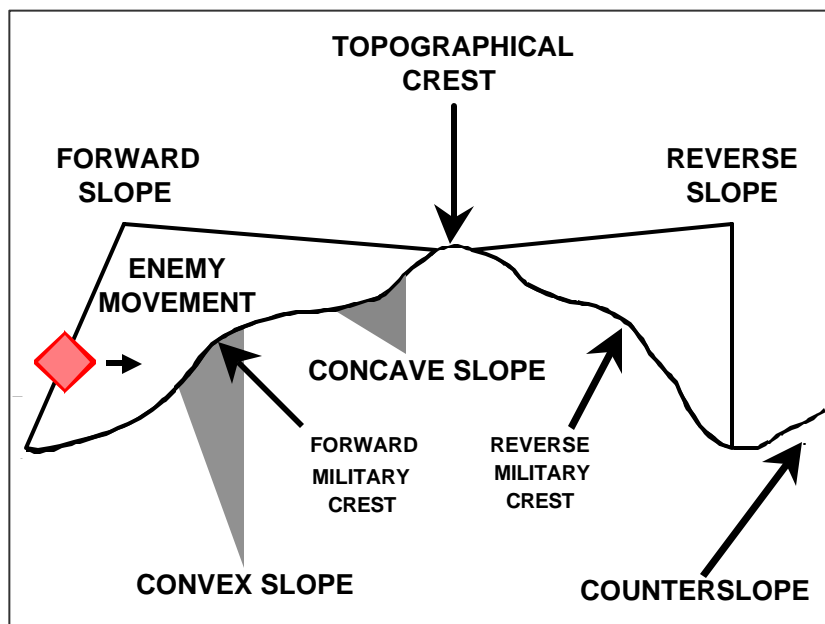 TOPOGRAPHICAL
CREST
FORWARD
SLOPE
REVERSE
SLOPE
ENEMY
MOVEMENT
CONCAVE SLOPE
FORWARD
MILITARY
CREST
REVERSE
MILITARY
CREST
CONVEX SLOPE
COUNTERSLOPE